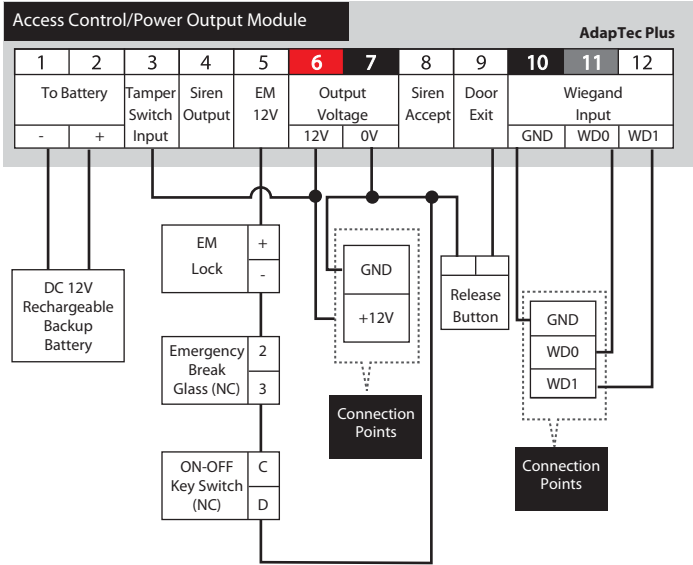 Access Control/Power Output Module
AdapTec Plus
1 2 3 4 5 6 7 8 9 10 11 12
To Battery
- +
Tamper
Switch
Input
Siren
Output
EM
12V
Output
Voltage
12V 0V
Siren
Accept
Door
Exit
Wiegand
Input
GND WD0 WD1
DC 12V
Rechargeable
Backup
Battery
EM
Lock
+
-
Emergency
Break
Glass (NC)
2
3
ON-OFF
Key Switch
(NC)
C
D
GND
+12V
Connection
Points
Release
Button
GND
WD0
WD1
Connection
Points